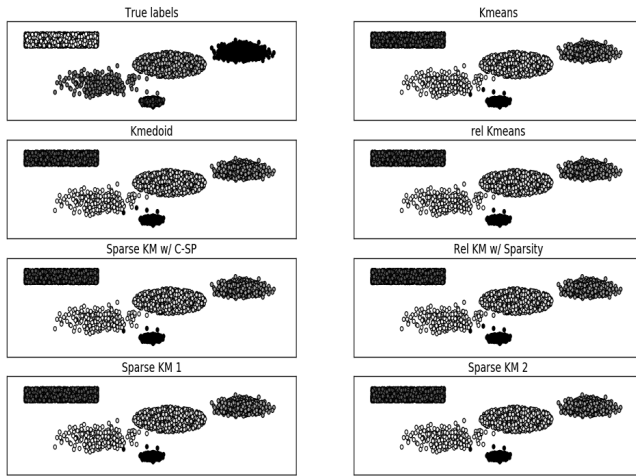 True labels
Kmeans
Kmedoid
rel Kmeans
Sparse KM w/ C-SP
Rel KM w/ Sparsity
Sparse KM 1
Sparse KM 2